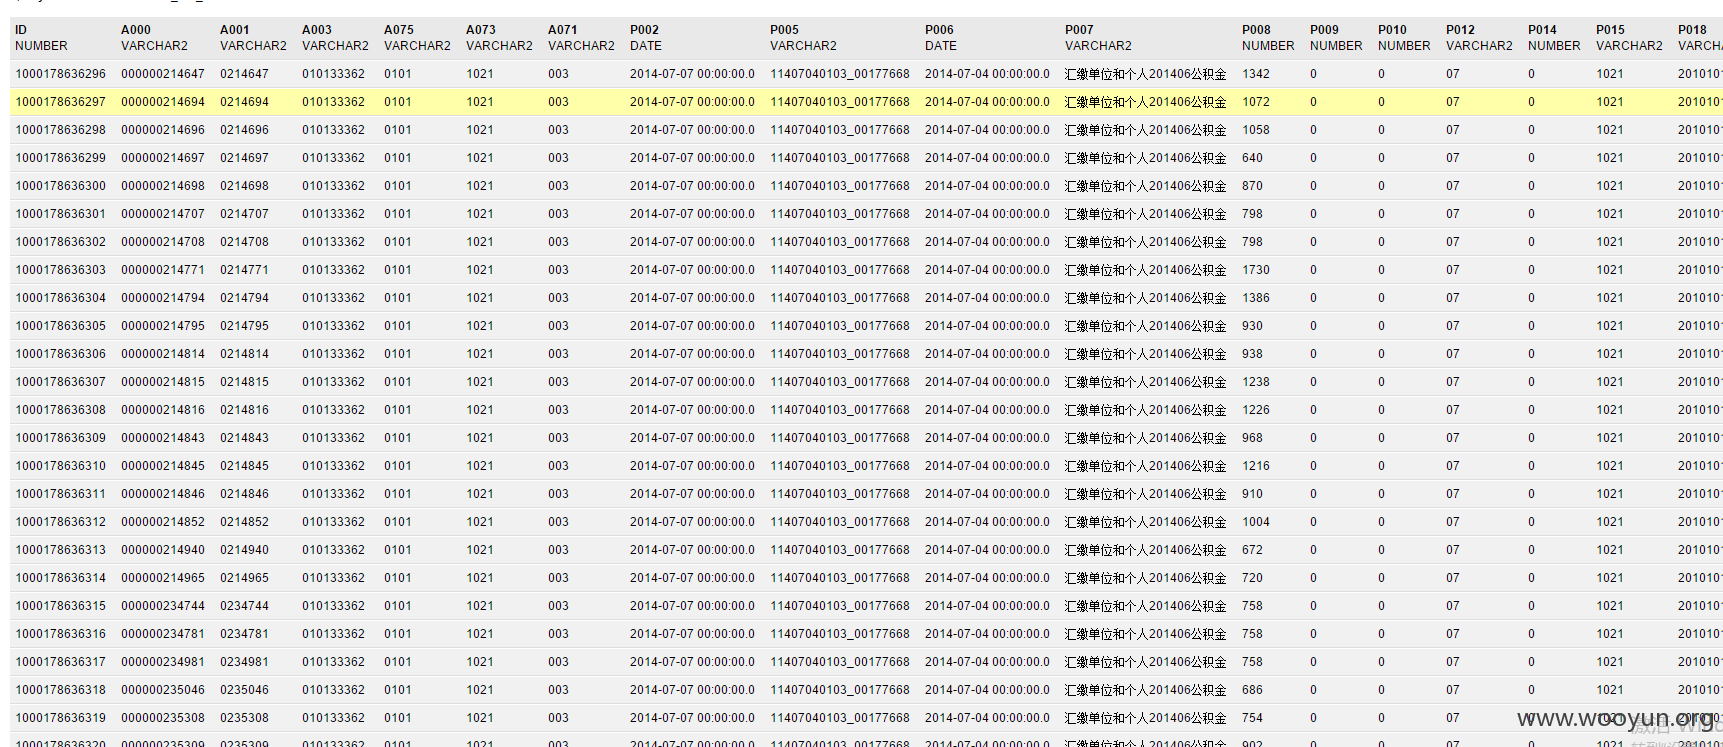 ID A000 A001 A003 A075 A073 A071 P002 P005 P006 P007 P008 P009 P010 P012 P014 P015 P018
NUMBER VARCHAR2 VARCHAR2 VARCHAR2 VARCHAR2 VARCHAR2 VARCHAR2 DATE VARCHAR2 DATE VARCHAR2 NUMBER NUMBER NUMBER VARCHAR2 NUMBER VARCHAR2 VARCHA
1000178636296 000000214647 0214647 010133362 0101 1021 003 2014-07-07 00:00:00.0 11407040103_00177668 2014-07-04 00:00:00.0 汇缴单位和个人201406公积金 1342 0 0 07 0 1021 2010101
1000178636297 000000214694 0214694 010133362 0101 1021 003 2014-07-07 00:00:00.0 11407040103_00177668 2014-07-04 00:00:00.0 汇缴单位和个人201406公积金 1072 0 0 07 0 1021 2010101
1000178636298 000000214696 0214696 010133362 0101 1021 003 2014-07-07 00:00:00.0 11407040103_00177668 2014-07-04 00:00:00.0 汇缴单位和个人201406公积金 1058 0 0 07 0 1021 2010101
1000178636299 000000214697 0214697 010133362 0101 1021 003 2014-07-07 00:00:00.0 11407040103_00177668 2014-07-04 00:00:00.0 汇缴单位和个人201406公积金 640 0 0 07 0 1021 2010101
1000178636300 000000214698 0214698 010133362 0101 1021 003 2014-07-07 00:00:00.0 11407040103_00177668 2014-07-04 00:00:00.0 汇缴单位和个人201406公积金 870 0 0 07 0 1021 2010101
1000178636301 000000214707 0214707 010133362 0101 1021 003 2014-07-07 00:00:00.0 11407040103_00177668 2014-07-04 00:00:00.0 汇缴单位和个人201406公积金 798 0 0 07 0 1021 2010101
1000178636302 000000214708 0214708 010133362 0101 1021 003 2014-07-07 00:00:00.0 11407040103_00177668 2014-07-04 00:00:00.0 汇缴单位和个人201406公积金 798 0 0 07 0 1021 2010101
1000178636303 000000214771 0214771 010133362 0101 1021 003 2014-07-07 00:00:00.0 11407040103_00177668 2014-07-04 00:00:00.0 汇缴单位和个人201406公积金 1730 0 0 07 0 1021 2010101
1000178636304 000000214794 0214794 010133362 0101 1021 003 2014-07-07 00:00:00.0 11407040103_00177668 2014-07-04 00:00:00.0 汇缴单位和个人201406公积金 1386 0 0 07 0 1021 2010101
1000178636305 000000214795 0214795 010133362 0101 1021 003 2014-07-07 00:00:00.0 11407040103_00177668 2014-07-04 00:00:00.0 汇缴单位和个人201406公积金 930 0 0 07 0 1021 2010101
1000178636306 000000214814 0214814 010133362 0101 1021 003 2014-07-07 00:00:00.0 11407040103_00177668 2014-07-04 00:00:00.0 汇缴单位和个人201406公积金 938 0 0 07 0 1021 2010101
1000178636307 000000214815 0214815 010133362 0101 1021 003 2014-07-07 00:00:00.0 11407040103_00177668 2014-07-04 00:00:00.0 汇缴单位和个人201406公积金 1238 0 0 07 0 1021 2010101
1000178636308 000000214816 0214816 010133362 0101 1021 003 2014-07-07 00:00:00.0 11407040103_00177668 2014-07-04 00:00:00.0 汇缴单位和个人201406公积金 1226 0 0 07 0 1021 2010101
1000178636309 000000214843 0214843 010133362 0101 1021 003 2014-07-07 00:00:00.0 11407040103_00177668 2014-07-04 00:00:00.0 汇缴单位和个人201406公积金 968 0 0 07 0 1021 2010101
1000178636310 000000214845 0214845 010133362 0101 1021 003 2014-07-07 00:00:00.0 11407040103_00177668 2014-07-04 00:00:00.0 汇缴单位和个人201406公积金 1216 0 0 07 0 1021 2010101
1000178636311 000000214846 0214846 010133362 0101 1021 003 2014-07-07 00:00:00.0 11407040103_00177668 2014-07-04 00:00:00.0 汇缴单位和个人201406公积金 910 0 0 07 0 1021 2010101
1000178636312 000000214852 0214852 010133362 0101 1021 003 2014-07-07 00:00:00.0 11407040103_00177668 2014-07-04 00:00:00.0 汇缴单位和个人201406公积金 1004 0 0 07 0 1021 2010101
1000178636313 000000214940 0214940 010133362 0101 1021 003 2014-07-07 00:00:00.0 11407040103_00177668 2014-07-04 00:00:00.0 汇缴单位和个人201406公积金 672 0 0 07 0 1021 2010101
1000178636314 000000214965 0214965 010133362 0101 1021 003 2014-07-07 00:00:00.0 11407040103_00177668 2014-07-04 00:00:00.0 汇缴单位和个人201406公积金 720 0 0 07 0 1021 2010101
1000178636315 000000234744 0234744 010133362 0101 1021 003 2014-07-07 00:00:00.0 11407040103_00177668 2014-07-04 00:00:00.0 汇缴单位和个人201406公积金 758 0 0 07 0 1021 2010101
1000178636316 000000234781 0234781 010133362 0101 1021 003 2014-07-07 00:00:00.0 11407040103_00177668 2014-07-04 00:00:00.0 汇缴单位和个人201406公积金 758 0 0 07 0 1021 2010101
1000178636317 000000234981 0234981 010133362 0101 1021 003 2014-07-07 00:00:00.0 11407040103_00177668 2014-07-04 00:00:00.0 汇缴单位和个人201406公积金 758 0 0 07 0 1021 2010101
1000178636318 000000235046 0235046 010133362 0101 1021 003 2014-07-07 00:00:00.0 11407040103_00177668 2014-07-04 00:00:00.0 汇缴单位和个人201406公积金 686 0 0 07 0 1021 2010101
1000178636319 000000235308 0235308 010133362 0101 1021 003 2014-07-07 00:00:00.0 11407040103_00177668 2014-07-04 00:00:00.0 汇缴单位和个人201406公积金 754 0 0 07 0 1021 2010101
www.wooyun.org
1000178636320 000000235309 0235309 010133362 0101 1021 003 2014-07-07 00:00:00.0 11407040103_00177668 2014-07-04 00:00:00.0 汇缴单位和个人201406公积金 902 0 0 07 0 1021 2010101